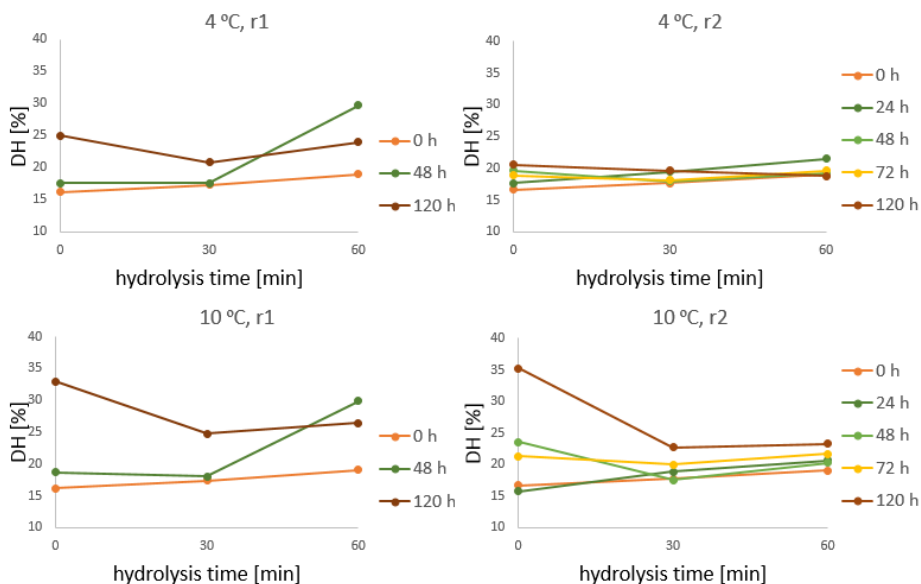 4 ºC, r1
40
35
30
25
20
15
10
DH [%]
0
30
60
hydrolysis time [min]
0 h
48 h
120 h
4 ºC, r2
40
35
30
25
20
15
10
DH [%]
0
30
60
hydrolysis time [min]
0 h
24 h
48 h
72 h
120 h
10 ºC, r1
40
35
30
25
20
15
10
DH [%]
0
30
60
hydrolysis time [min]
0 h
48 h
120 h
10 ºC, r2
40
35
30
25
20
15
10
DH [%]
0
30
60
hydrolysis time [min]
0 h
24 h
48 h
72 h
120 h